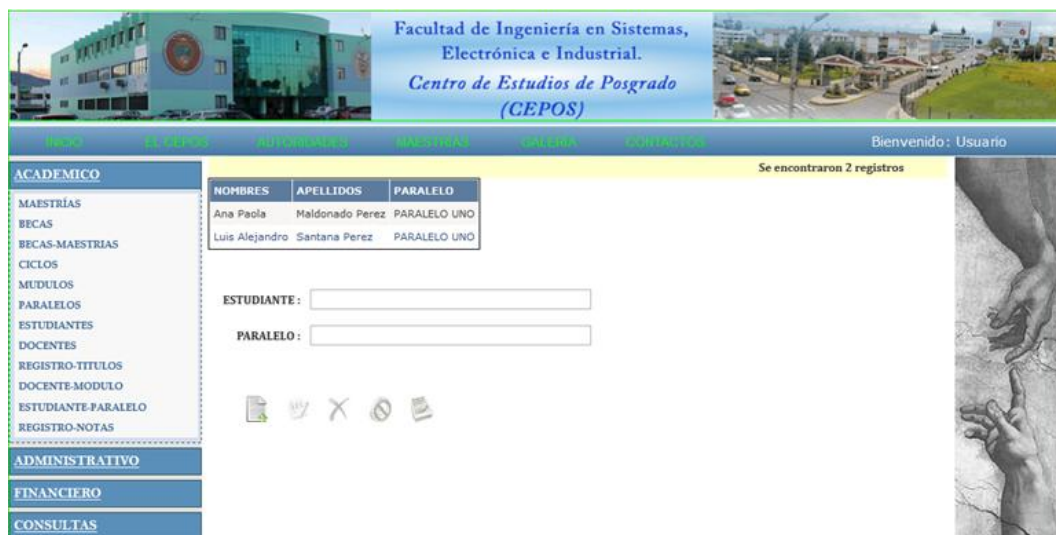 Facultad de Ingeniería en Sistemas,
Electrónica e Industrial.
Centro de Estudios de Posgrado
(CEPOS)
INICIO EL CEPOS AUTORIDADES MAESTRIAS GALERIA CONTACTOS Bienvenido: Usuario
ACADEMICO
MAESTRÍAS
BECAS
BECAS-MAESTRIAS
CICLOS
MUDULOS
PARALELOS
ESTUDIANTES
DOCENTES
REGISTRO-TITULOS
DOCENTE-MODULO
ESTUDIANTE-PARALELO
REGISTRO-NOTAS
ADMINISTRATIVO
FINANCIERO
CONSULTAS
Se encontraron 2 registros
NOMBRES APELLIDOS PARALELO
Ana Paola Maldonado Perez PARALELO UNO
Luis Alejandro Santana Perez PARALELO UNO
ESTUDIANTE :
PARALELO :